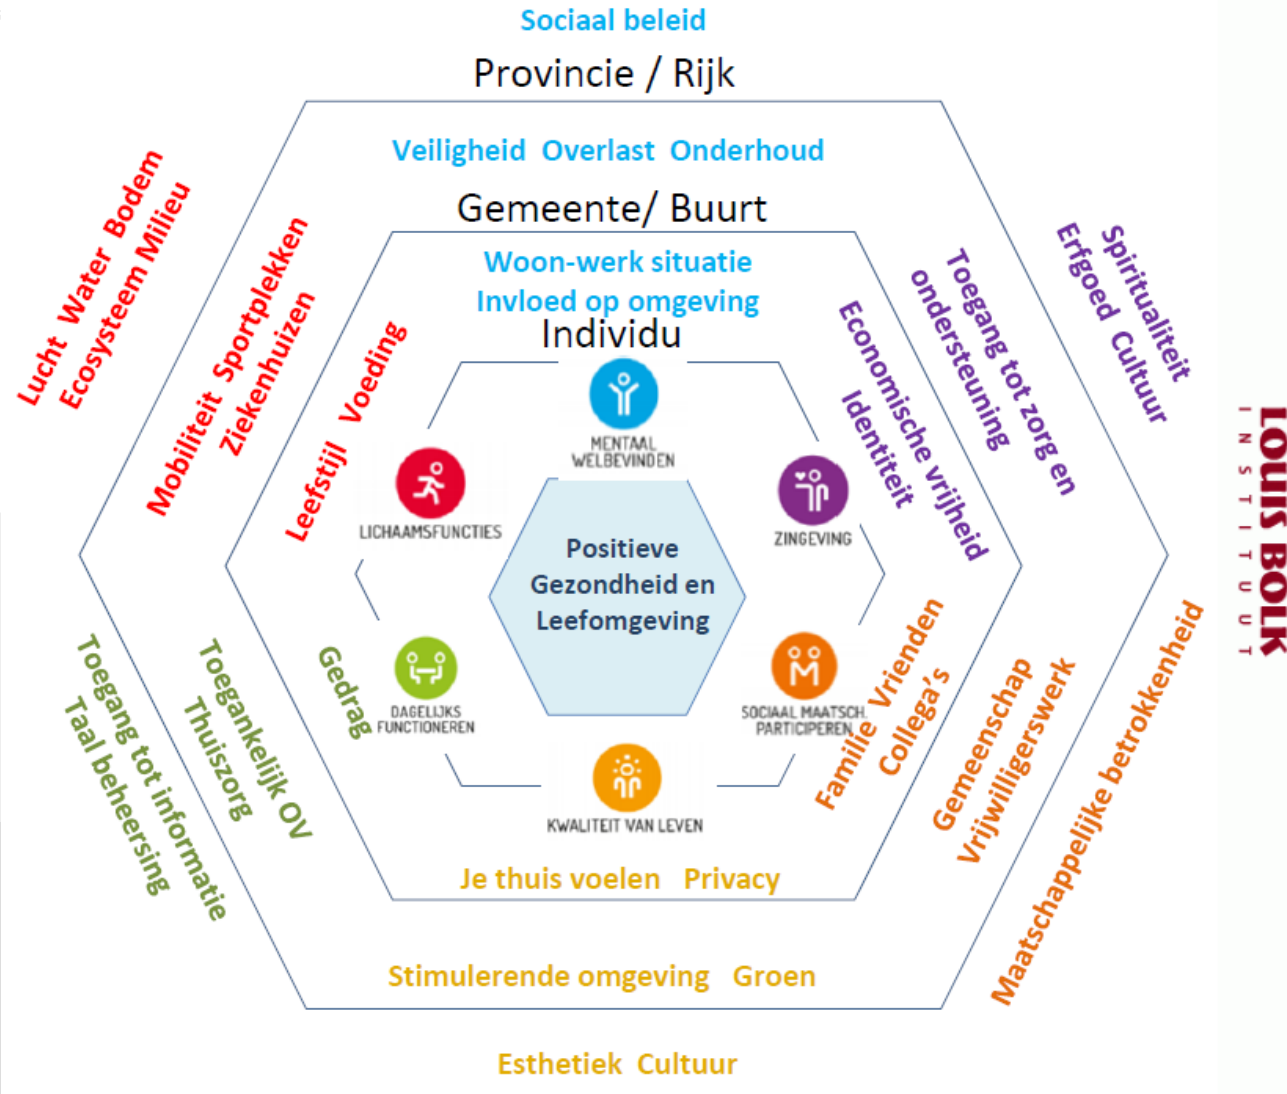 Sociaal beleid
Provincie / Rijk
Veiligheid Overlast Onderhoud
Gemeente/ Buurt
Woon-werk situatie
Invloed op omgeving
Individu
Lucht Water Bodem
Ecosysteem Milieu
Mobiliteit Sportplekken
Ziekenhuizen
Leefstijl Voeding
Economische vrijheid
Identiteit
Toegang tot zorg en
ondersteuning
Spiritualiteit
Erfgoed Cultuur
MENTAAL
WELBEVINDEN
LICHAAMSFUNCTIES
ZINGEVING
Positieve
Gezondheid en
Leefomgeving
DAGELIJKS
FUNCTIONEREN
SOCIAAL MAATSCH.
PARTICIPEREN
KWALITEIT VAN LEVEN
Toegang tot informatie
Taal beheersing
Toegankelijk OV
Thuiszorg
Gedrag
Familie Vrienden
Collega's
Gemeenschap
Vrijwilligerswerk
Maatschappelijke betrokkenheid
Je thuis voelen Privacy
Stimulerende omgeving Groen
Esthetiek Cultuur
LOUIS BOLK
INSTITUUT